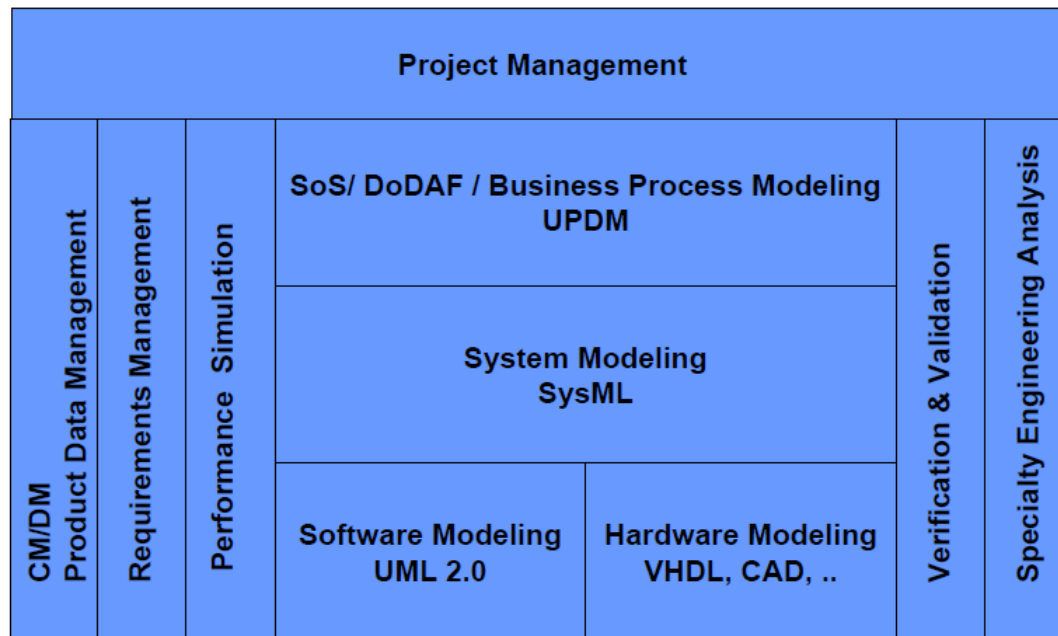 Project Management
CM/DM
Product Data Management
Requirements Management
Performance Simulation
SoS/ DoDAF / Business Process Modeling
UPDM
System Modeling
SysML
Software Modeling
UML 2.0
Hardware Modeling
VHDL, CAD, ..
Verification & Validation
Specialty Engineering Analysis